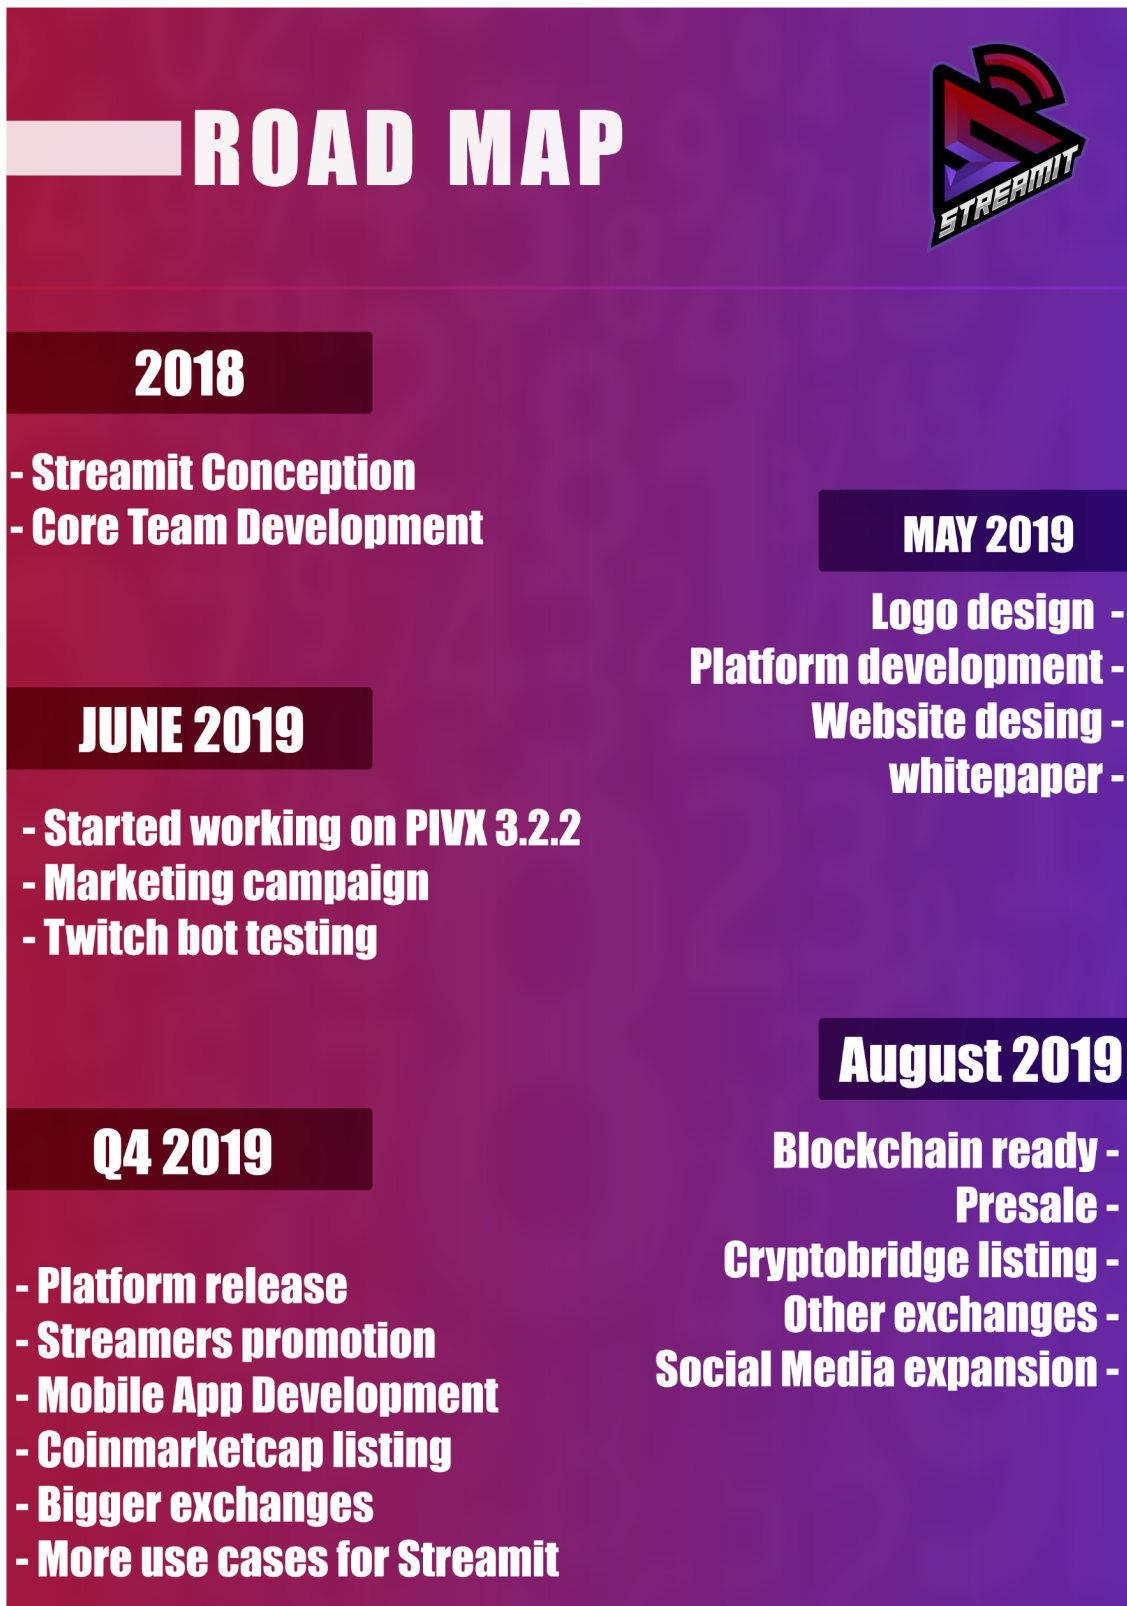 ROAD MAP
STREAMIT
2018
- Streamit Conception
- Core Team Development
MAY 2019
Logo design -
Platform development -
Website desing -
whitepaper -
JUNE 2019
- Started working on PIVX 3.2.2
- Marketing campaign
- Twitch bot testing
August 2019
Blockchain ready -
Presale -
Cryptobridge listing -
Other exchanges -
Social Media expansion -
Q4 2019
- Platform release
- Streamers promotion
- Mobile App Development
- Coinmarketcap listing
- Bigger exchanges
- More use cases for Streamit